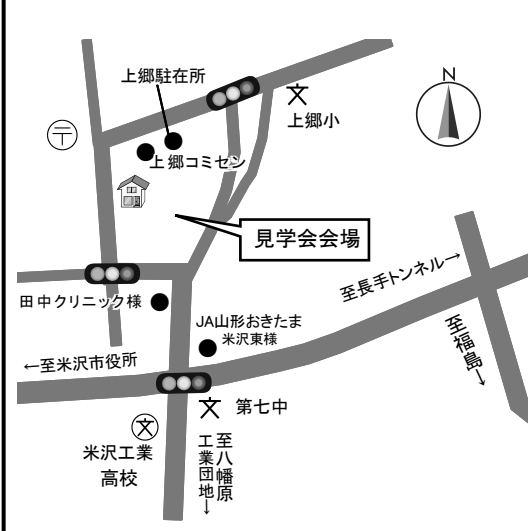 上郷駐在所
N
上郷小
上郷コミセン
見学会会場
田中クリニック様
至長手トンネル→
JA山形おきたま
米沢東様
至福島→
←至米沢市役所
第七中
米沢工業
高校
至八幡原
工業団地→